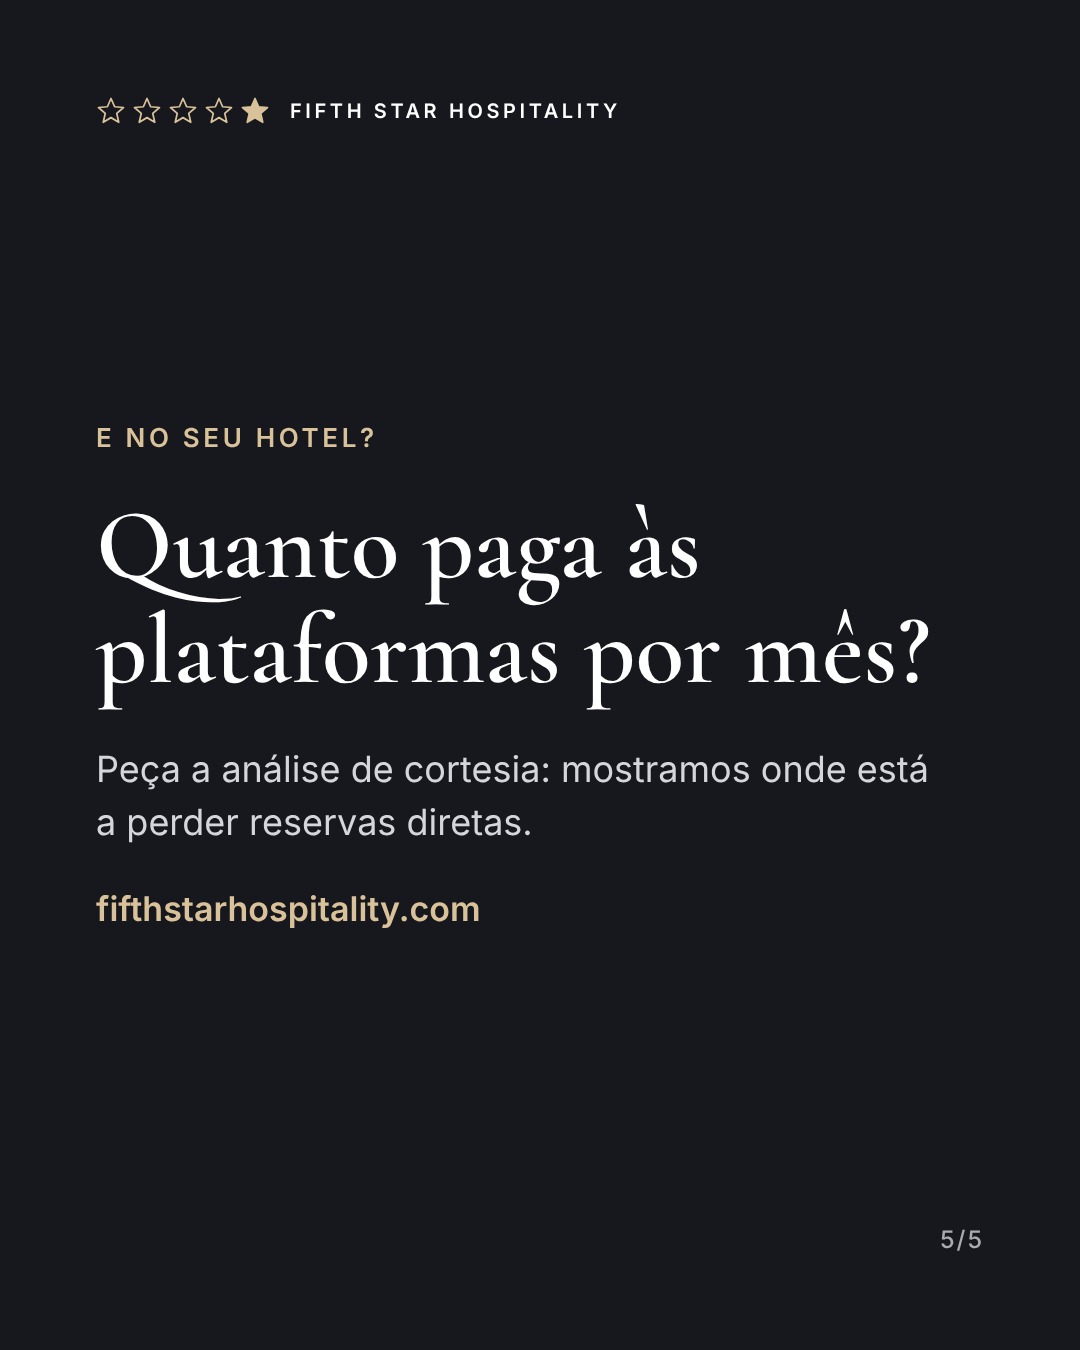 FIFTH STAR HOSPITALITY
E NO SEU HOTEL?
Quanto paga às
plataformas por mês?
Peça a análise de cortesia: mostramos onde está
a perder reservas diretas.
fifthstarhospitality.com
5/5